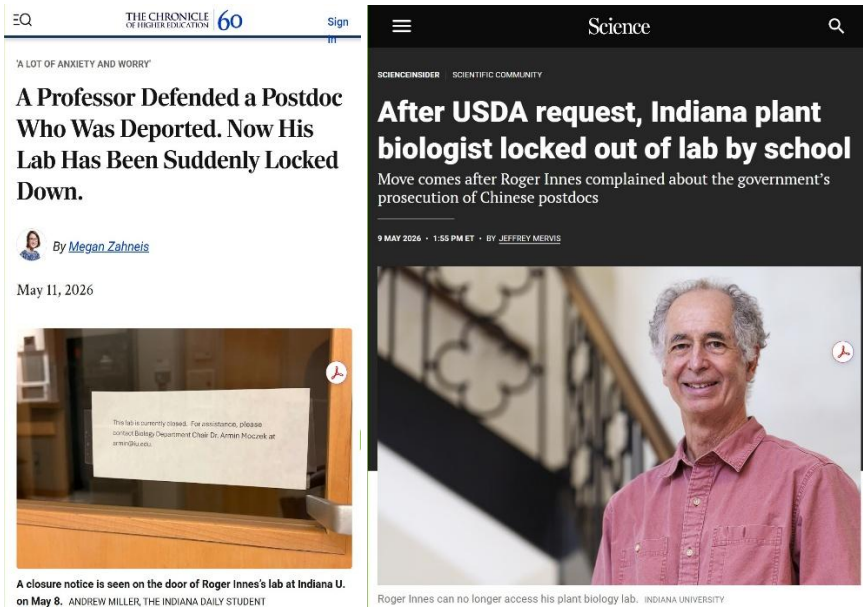 THE CHRONICLE
OF HIGHER EDUCATION
60
Sign
In
'A LOT OF ANXIETY AND WORRY'
A Professor Defended a Postdoc
Who Was Deported. Now His
Lab Has Been Suddenly Locked
Down.
By Megan Zahneis
May 11, 2026
This lab is currently closed. For assistance, please
contact Biology Department Chair Dr. Armin Moczek at
armin@iu.edu.
A closure notice is seen on the door of Roger Innes's lab at Indiana U.
on May 8. ANDREW MILLER, THE INDIANA DAILY STUDENT
Science
SCIENCEINSIDER SCIENTIFIC COMMUNITY
After USDA request, Indiana plant
biologist locked out of lab by school
Move comes after Roger Innes complained about the government's
prosecution of Chinese postdocs
9 MAY 2026 • 1:55 PM ET • BY JEFFREY MERVIS
Roger Innes can no longer access his plant biology lab. INDIANA UNIVERSITY